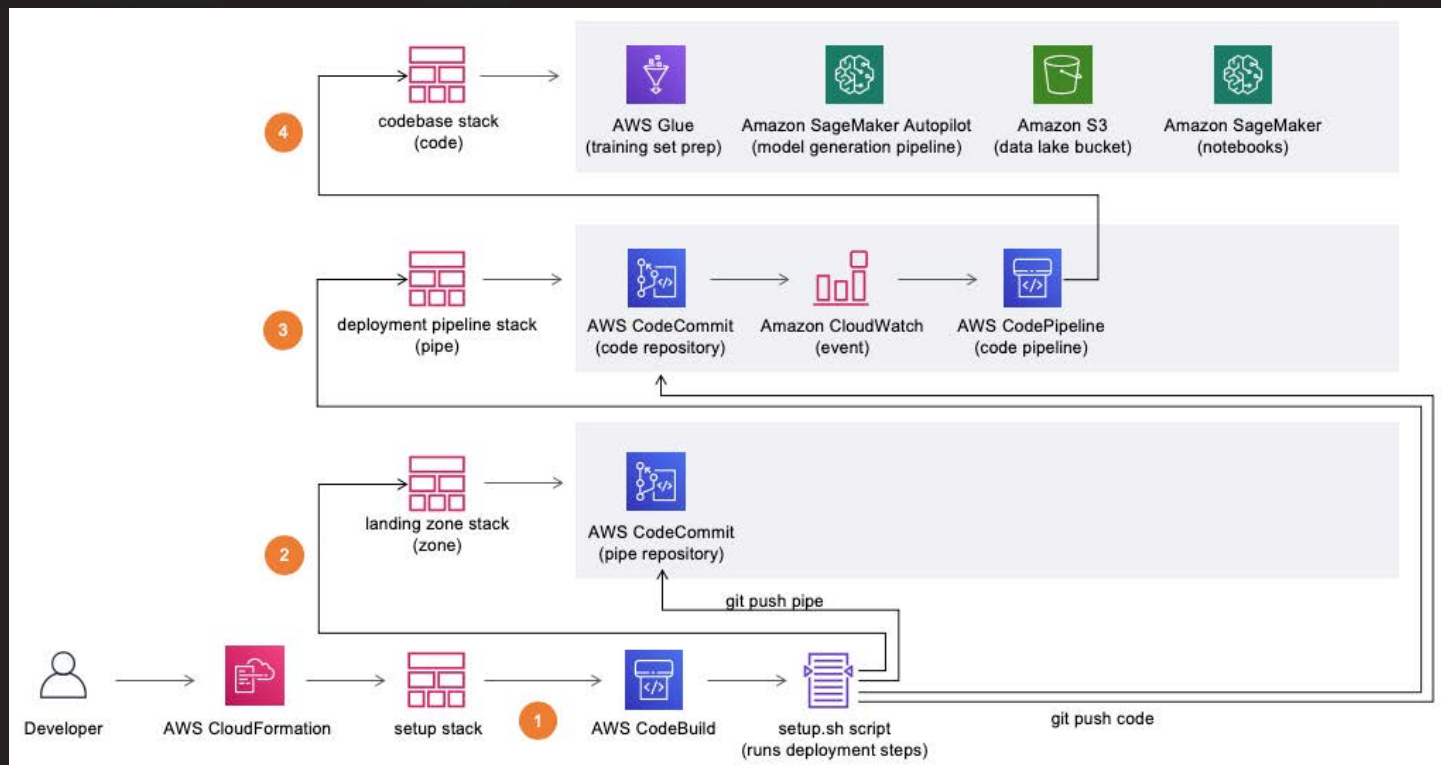 codebase stack
(code)
AWS Glue
(training set prep)
Amazon SageMaker Autopilot
(model generation pipeline)
Amazon S3
(data lake bucket)
Amazon SageMaker
(notebooks)
4
deployment pipeline stack
(pipe)
AWS CodeCommit
(code repository)
Amazon CloudWatch
(event)
AWS CodePipeline
(code pipeline)
3
landing zone stack
(zone)
AWS CodeCommit
(pipe repository)
2
git push pipe
Developer
AWS CloudFormation
setup stack
1
AWS CodeBuild
setup.sh script
(runs deployment steps)
git push code